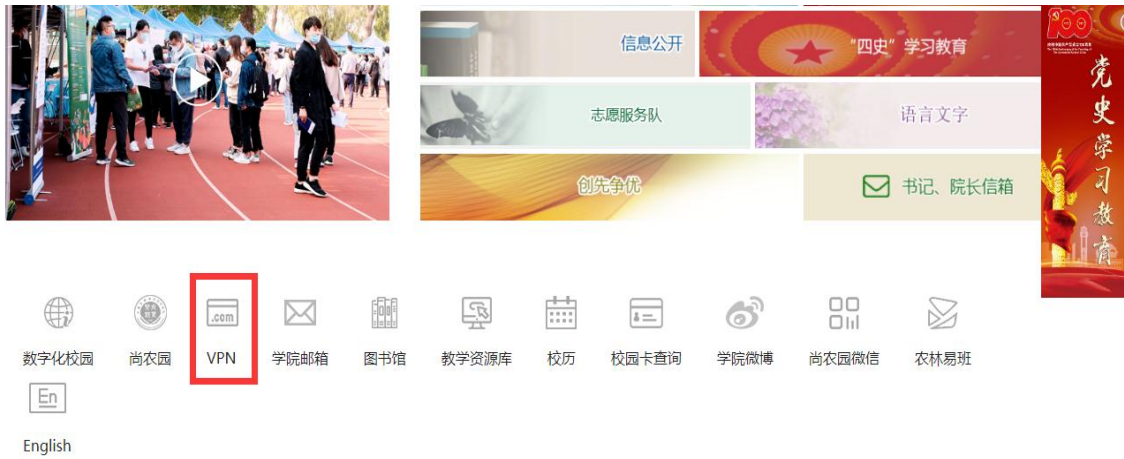 信息公开
"四史" 学习教育
志愿服务队
语言文字
创先争优
书记、院长信箱
100
党史学习教育
.com
数字化校园
尚农园
VPN
学院邮箱
图书馆
教学资源库
校历
校园卡查询
学院微博
尚农园微信
农林易班
En
English